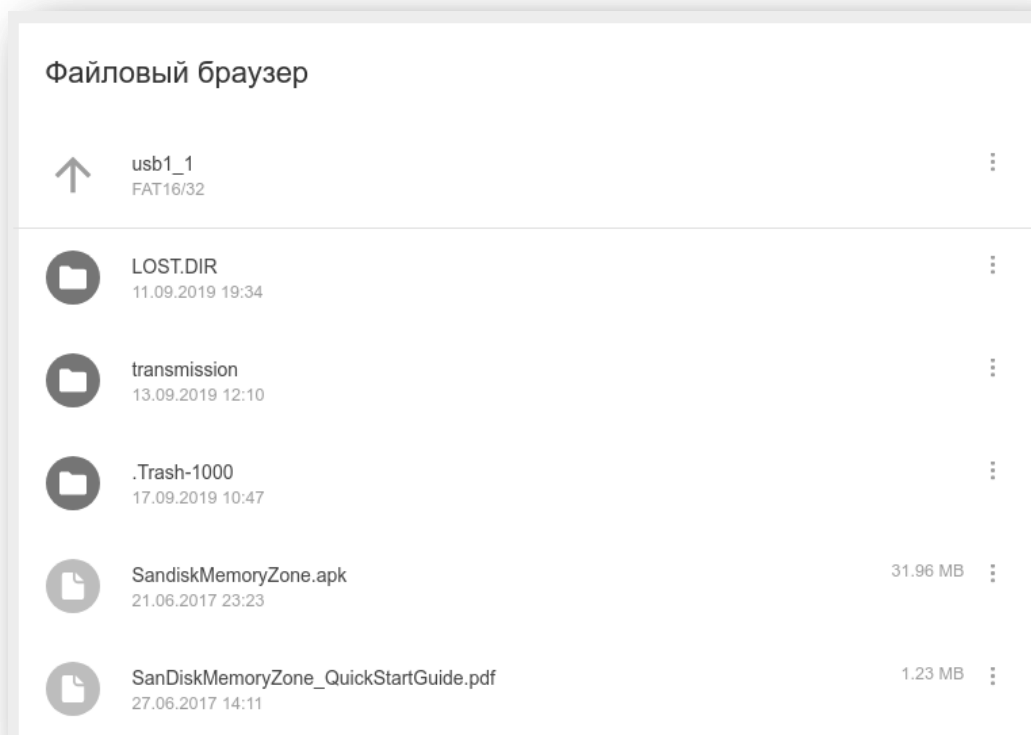 Файловый браузер
usb1_1
FAT16/32
LOST.DIR
11.09.2019 19:34
transmission
13.09.2019 12:10
.Trash-1000
17.09.2019 10:47
SandiskMemoryZone.apk
31.96 MB
21.06.2017 23:23
SanDiskMemoryZone_QuickStartGuide.pdf
1.23 MB
27.06.2017 14:11